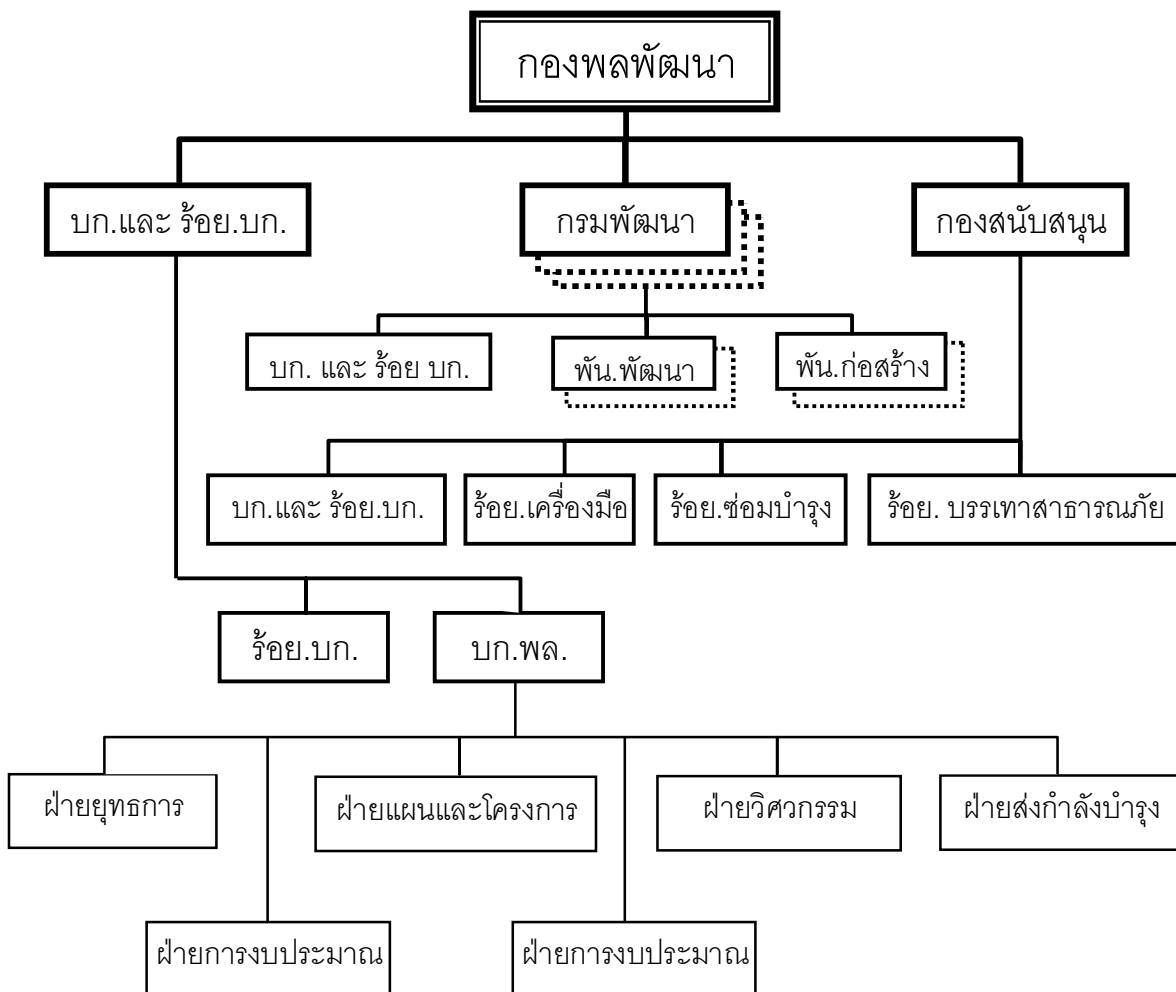 กองพลพัฒนา
บก.และ ร้อย.บก.
กรมพัฒนา
กองสนับสนุน
บก. และ ร้อย บก.
พัน.พัฒนา
พัน.ก่อสร้าง
บก.และ ร้อย.บก.
ร้อย.เครื่องมือ
ร้อย.ซ่อมบำรุง
ร้อย. บรรเทาสาธารณภัย
ร้อย.บก.
บก.พล.
ฝ่ายยุทธการ
ฝ่ายแผนและโครงการ
ฝ่ายวิศวกรรม
ฝ่ายส่งกำลังบำรุง
ฝ่ายการงบประมาณ
ฝ่ายการงบประมาณ